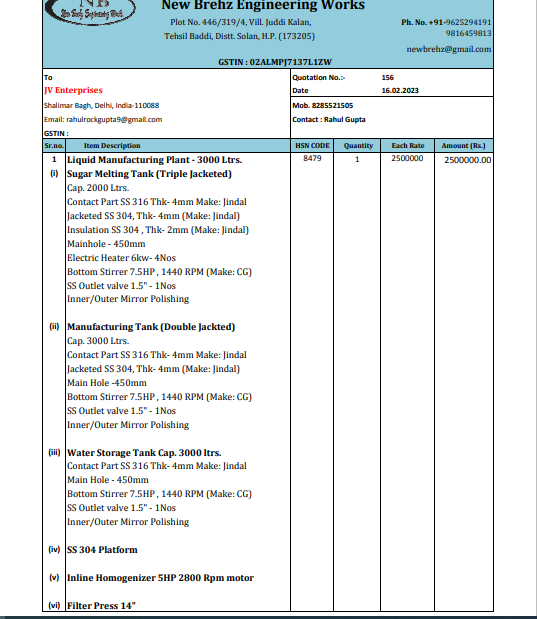 NB
New Brehz Engineering Works
New Brehz Engineering Works
Plot No. 446/319/4, Vill. Juddi Kalan,
Tehsil Baddi, Distt. Solan, H.P. (173205)
Ph. No. +91-9625294191
9816459813
newbrehz@gmail.com
GSTIN : 02ALMPJ7137L1ZW
To
JV Enterprises
Shalimar Bagh, Delhi, India-110088
Email: rahulrockgupta9@gmail.com
GSTIN :
Quotation No.:- 156
Date 16.02.2023
Mob. 8285521505
Contact : Rahul Gupta
Sr.no. Item Description HSN CODE Quantity Each Rate Amount (Rs.)
1 Liquid Manufacturing Plant - 3000 Ltrs. 8479 1 2500000 2500000.00
(i) Sugar Melting Tank (Triple Jacketed)
Cap. 2000 Ltrs.
Contact Part SS 316 Thk- 4mm Make: Jindal)
Jacketed SS 304, Thk- 4mm (Make: Jindal)
Insulation SS 304 , Thk- 2mm (Make: Jindal)
Mainhole - 450mm
Electric Heater 6kw- 4Nos
Bottom Stirrer 7.5HP , 1440 RPM (Make: CG)
SS Outlet valve 1.5" - 1Nos
Inner/Outer Mirror Polishing
(ii) Manufacturing Tank (Double Jackted)
Cap. 3000 Ltrs.
Contact Part SS 316 Thk- 4mm Make: Jindal
Jacketed SS 304, Thk- 4mm (Make: Jindal)
Main Hole -450mm
Bottom Stirrer 7.5HP , 1440 RPM (Make: CG)
SS Outlet valve 1.5" - 1Nos
Inner/Outer Mirror Polishing
(iii) Water Storage Tank Cap. 3000 ltrs.
Contact Part SS 316 Thk- 4mm Make: Jindal
Main Hole - 450mm
Bottom Stirrer 7.5HP , 1440 RPM (Make: CG)
SS Outlet valve 1.5" - 1Nos
Inner/Outer Mirror Polishing
(iv) SS 304 Platform
(v) Inline Homogenizer 5HP 2800 Rpm motor
(vi) Filter Press 14"